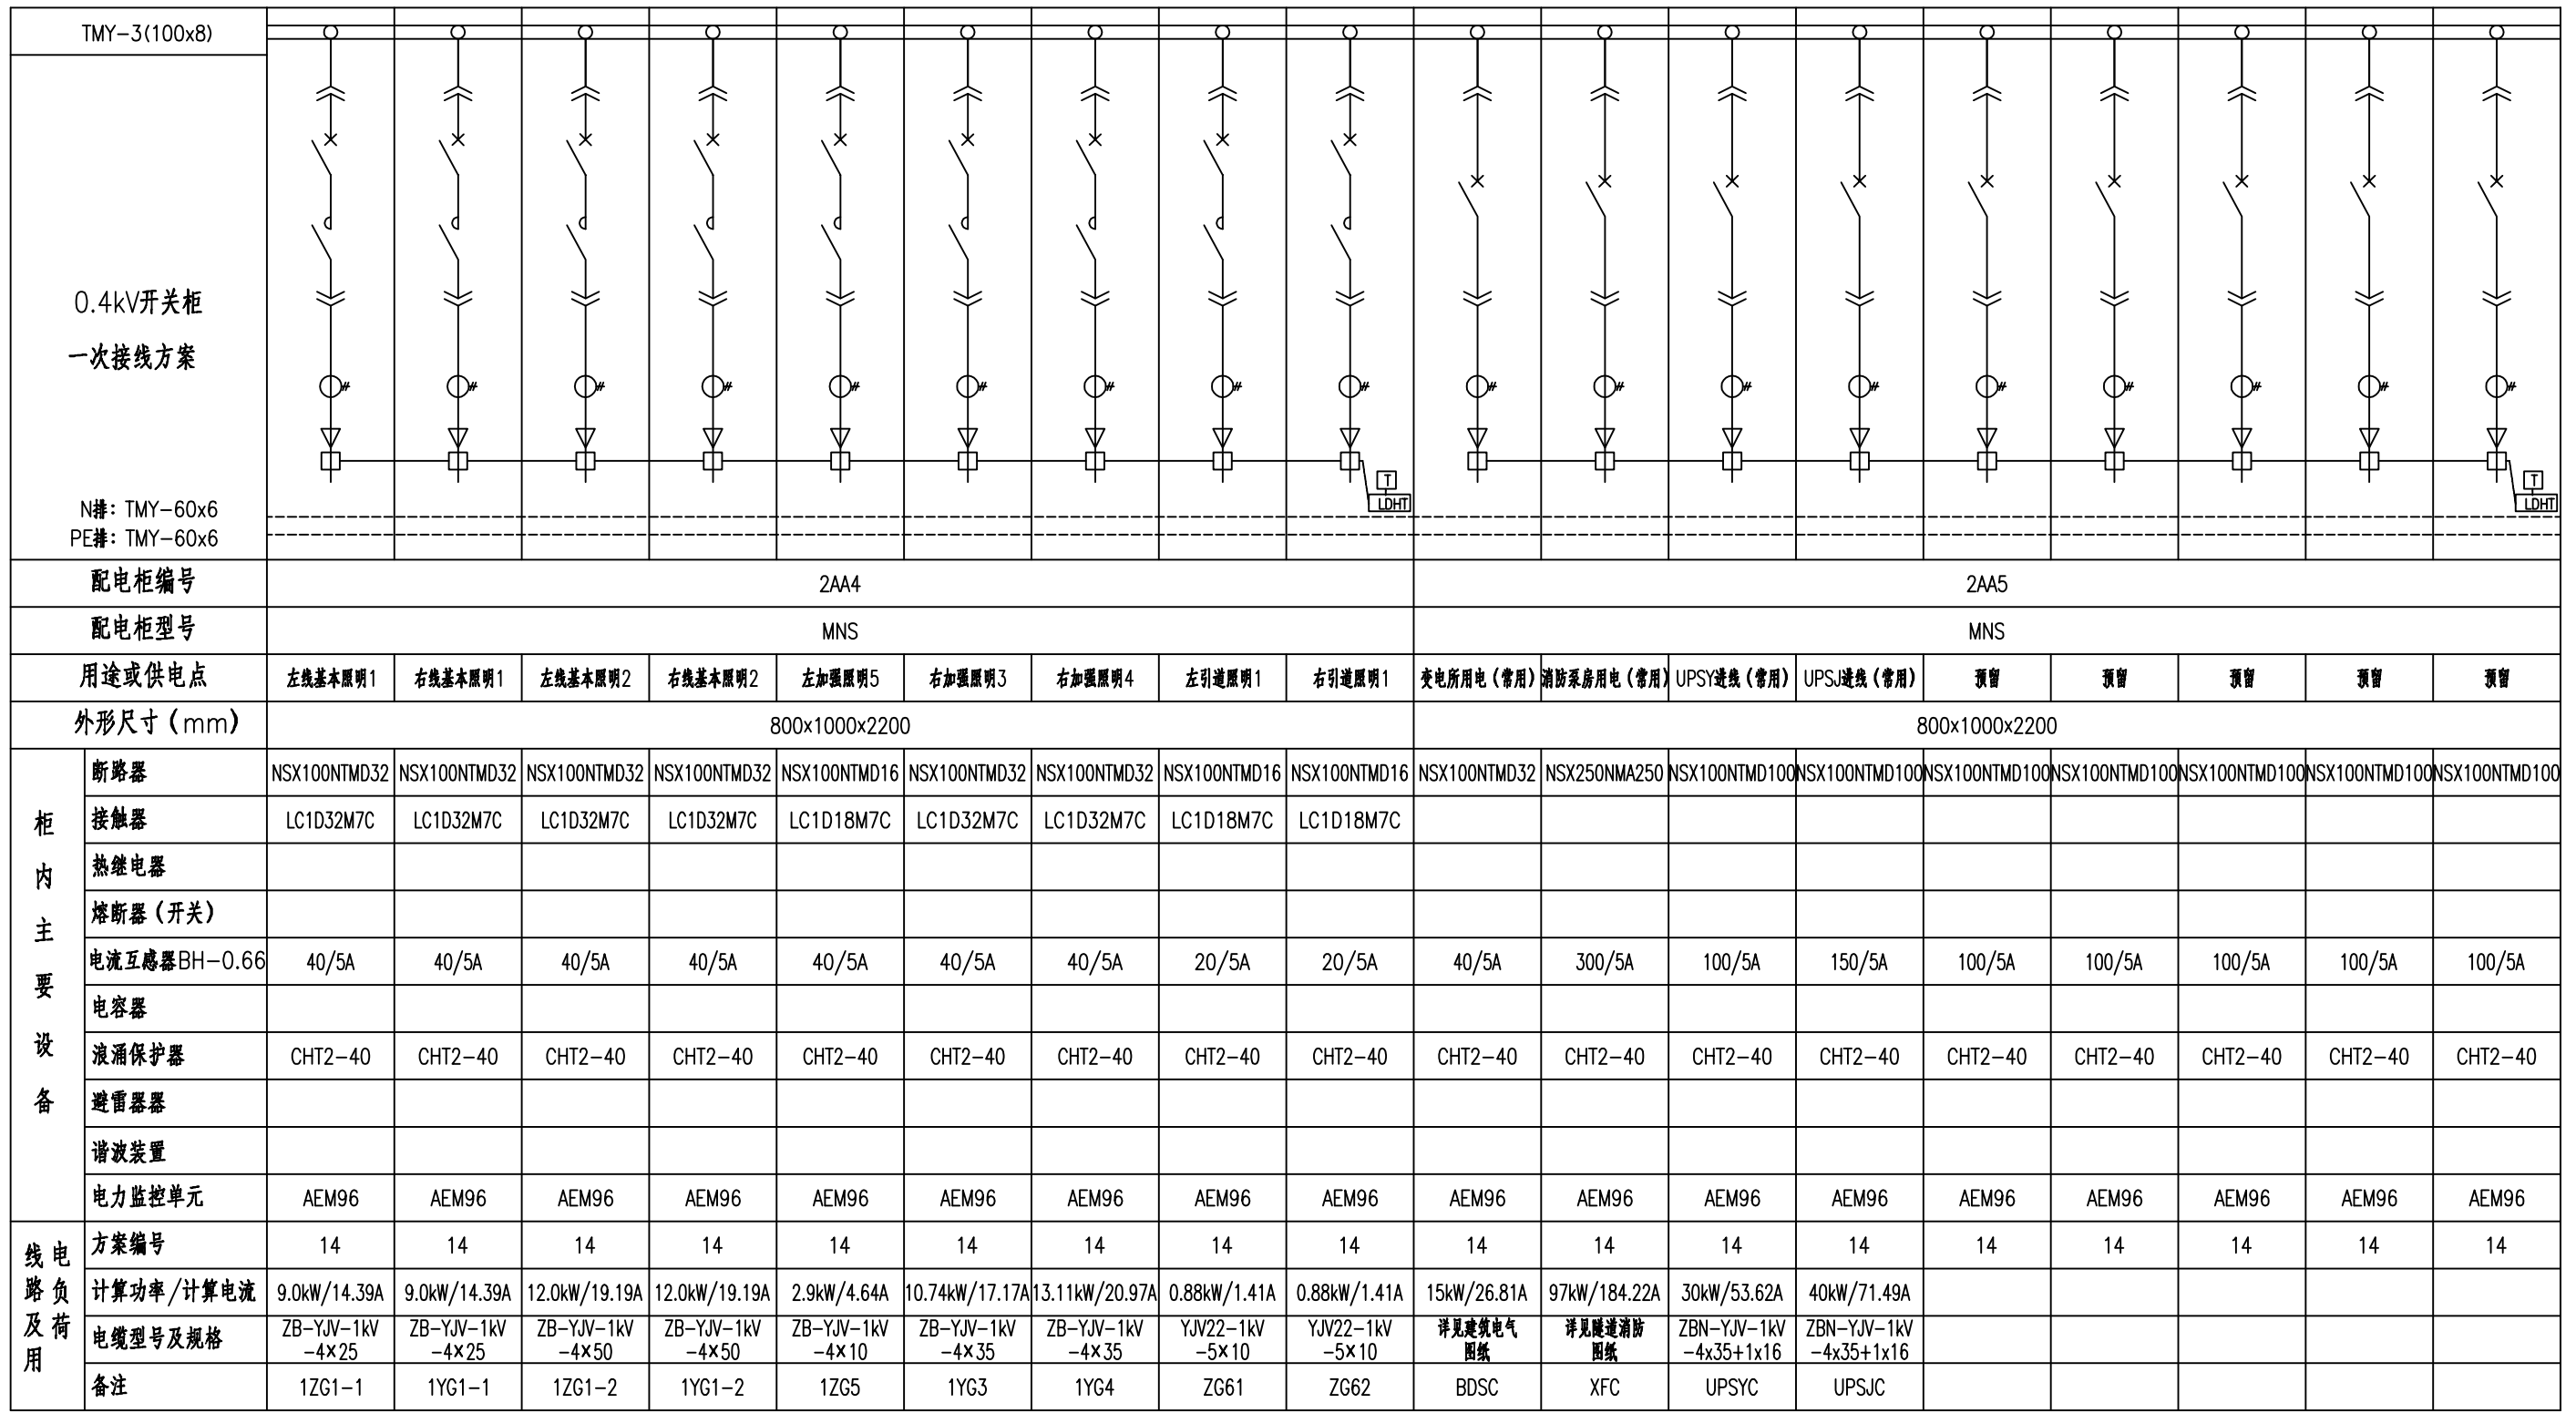 TMY-3(100x8)
0.4kV开关柜
一次接线方案
N排: TMY-60x6
PE排: TMY-60x6
T
LDHT
T
LDHT
配电柜编号 2AA4 2AA5
配电柜型号 MNS MNS
用途或供电点 左线基本照明1 右线基本照明1 左线基本照明2 右线基本照明2 左加强照明5 右加强照明3 右加强照明4 左引道照明1 右引道照明1 变电所用电(常用) 消防泵房用电(常用) UPSY进线(常用) UPSJ进线(常用) 预留 预留 预留 预留 预留
外形尺寸(mm) 800x1000x2200 800x1000x2200
柜内主要设备
断路器 NSX100NTMD32 NSX100NTMD32 NSX100NTMD32 NSX100NTMD32 NSX100NTMD16 NSX100NTMD32 NSX100NTMD32 NSX100NTMD16 NSX100NTMD16 NSX100NTMD32 NSX250NMA250 NSX100NTMD100 NSX100NTMD100 NSX100NTMD100 NSX100NTMD100 NSX100NTMD100 NSX100NTMD100 NSX100NTMD100
接触器 LC1D32M7C LC1D32M7C LC1D32M7C LC1D32M7C LC1D18M7C LC1D32M7C LC1D32M7C LC1D18M7C LC1D18M7C
热继电器
熔断器(开关)
电流互感器BH-0.66 40/5A 40/5A 40/5A 40/5A 40/5A 40/5A 40/5A 20/5A 20/5A 40/5A 300/5A 100/5A 150/5A 100/5A 100/5A 100/5A 100/5A 100/5A
电容器
浪涌保护器 CHT2-40 CHT2-40 CHT2-40 CHT2-40 CHT2-40 CHT2-40 CHT2-40 CHT2-40 CHT2-40 CHT2-40 CHT2-40 CHT2-40 CHT2-40 CHT2-40 CHT2-40 CHT2-40 CHT2-40 CHT2-40
避雷器器
谐波装置
电力监控单元 AEM96 AEM96 AEM96 AEM96 AEM96 AEM96 AEM96 AEM96 AEM96 AEM96 AEM96 AEM96 AEM96 AEM96 AEM96 AEM96 AEM96 AEM96
线路及用
电负荷
方案编号 14 14 14 14 14 14 14 14 14 14 14 14 14 14 14 14 14 14
计算功率/计算电流 9.0kW/14.39A 9.0kW/14.39A 12.0kW/19.19A 12.0kW/19.19A 2.9kW/4.64A 10.74kW/17.17A 13.11kW/20.97A 0.88kW/1.41A 0.88kW/1.41A 15kW/26.81A 97kW/184.22A 30kW/53.62A 40kW/71.49A
电缆型号及规格 ZB-YJV-1kV ZB-YJV-1kV ZB-YJV-1kV ZB-YJV-1kV ZB-YJV-1kV ZB-YJV-1kV ZB-YJV-1kV YJV22-1kV YJV22-1kV 详见建筑电气 详见隧道消防 ZBN-YJV-1kV ZBN-YJV-1kV
-4×25 -4×25 -4×50 -4×50 -4×10 -4×35 -4×35 -5×10 -5×10 图纸 图纸 -4x35+1x16 -4x35+1x16
备注 1ZG1-1 1YG1-1 1ZG1-2 1YG1-2 1ZG5 1YG3 1YG4 ZG61 ZG62 BDSC XFC UPSYC UPSJC